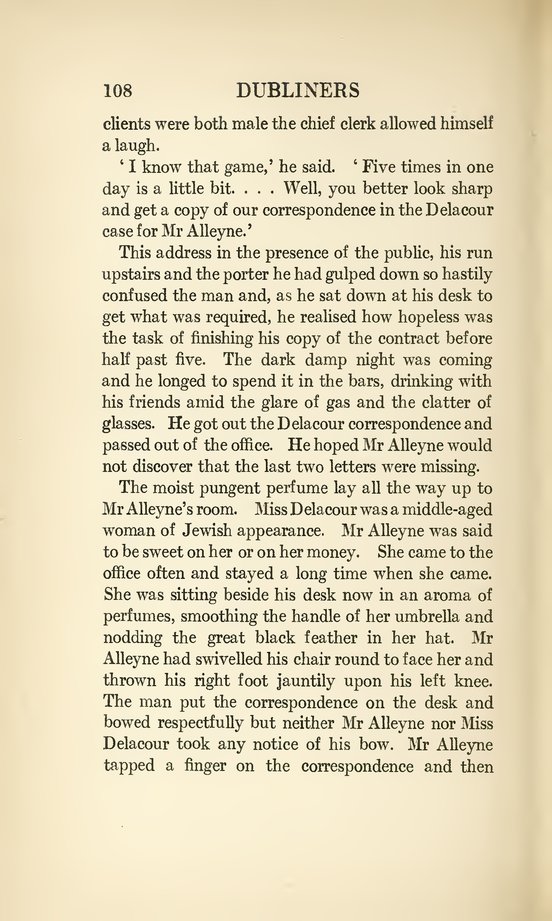 108 DUBLINERS
clients were both male the chief clerk allowed himself
a laugh.
‘ I know that game,’ he said. ‘ Five times in one
day is a little bit. . . . Well, you better look sharp
and get a copy of our correspondence in the Delacour
case for Mr Alleyne.’
This address in the presence of the public, his run
upstairs and the porter he had gulped down so hastily
confused the man and, as he sat down at his desk to
get what was required, he realised how hopeless was
the task of finishing his copy of the contract before
half past five. The dark damp night was coming
and he longed to spend it in the bars, drinking with
his friends amid the glare of gas and the clatter of
glasses. He got out the Delacour correspondence and
passed out of the office. He hoped Mr Alleyne would
not discover that the last two letters were missing.
The moist pungent perfume lay all the way up to
Mr Alleyne’s room. Miss Delacour was a middle-aged
woman of Jewish appearance. Mr Alleyne was said
to be sweet on her or on her money. She came to the
office often and stayed a long time when she came.
She was sitting beside his desk now in an aroma of
perfumes, smoothing the handle of her umbrella and
nodding the great black feather in her hat. Mr
Alleyne had swivelled his chair round to face her and
thrown his right foot jauntily upon his left knee.
The man put the correspondence on the desk and
bowed respectfully but neither Mr Alleyne nor Miss
Delacour took any notice of his bow. Mr Alleyne
tapped a finger on the correspondence and then